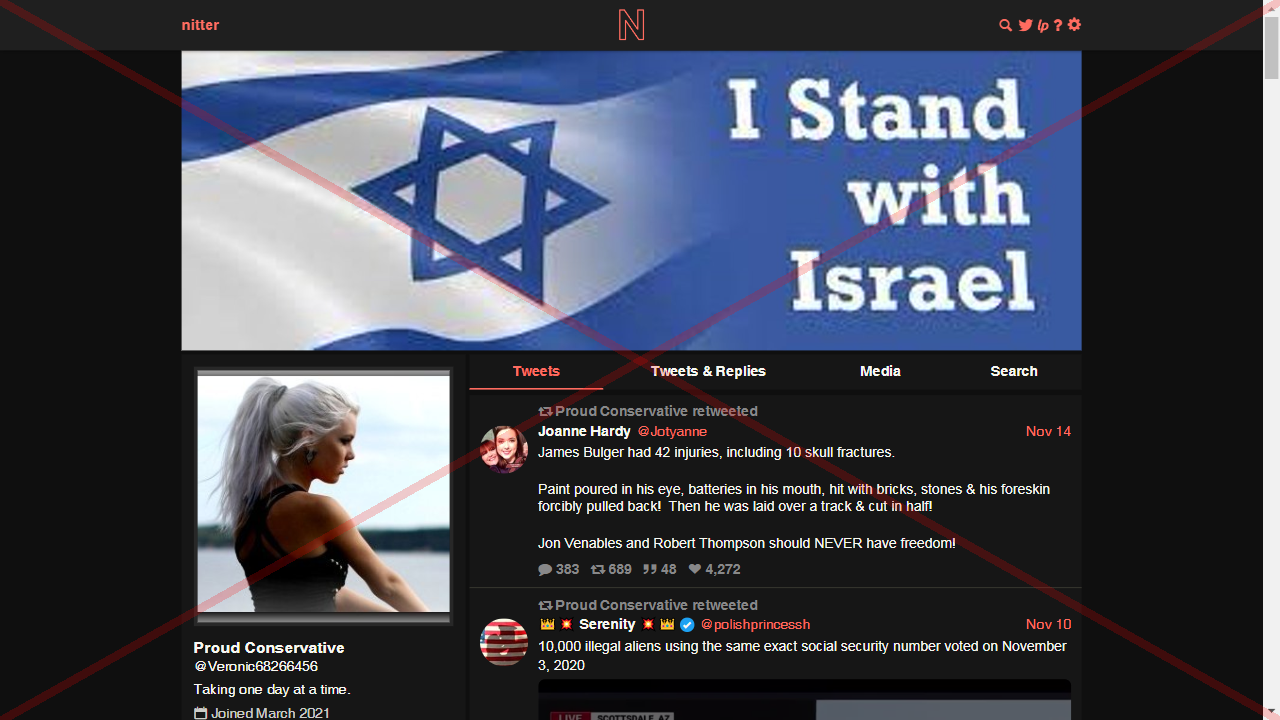 nitter
N
lp ?
I Stand
with
Israel
Tweets
Tweets & Replies
Media
Search
Proud Conservative retweeted
Joanne Hardy @Jotyanne
Nov 14
James Bulger had 42 injuries, including 10 skull fractures.
Paint poured in his eye, batteries in his mouth, hit with bricks, stones & his foreskin
forcibly pulled back! Then he was laid over a track & cut in half!
Jon Venables and Robert Thompson should NEVER have freedom!
383 689 48 4,272
Proud Conservative retweeted
👑 💥 Serenity 💥 👑 @polishprincessh
Nov 10
10,000 illegal aliens using the same exact social security number voted on November
3, 2020
LIVE SCOTTSDALE, AZ
Proud Conservative
@Veronic68266456
Taking one day at a time.
Joined March 2021